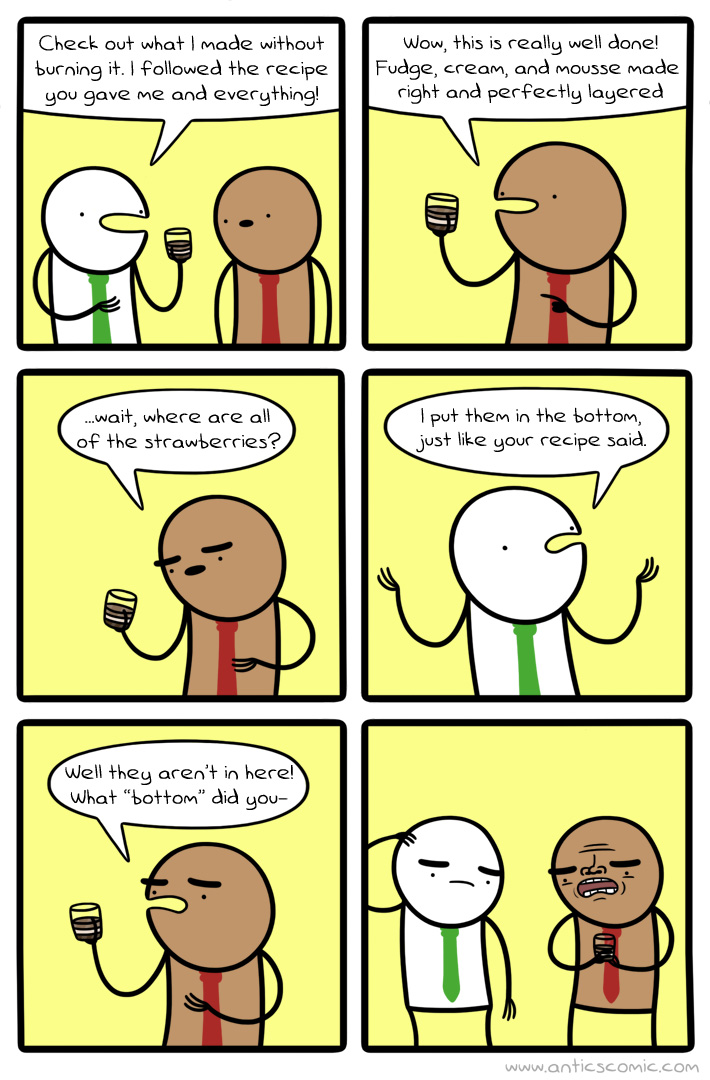 Check out what I made without
burning it. I followed the recipe
you gave me and everything!
Wow, this is really well done!
Fudge, cream, and mousse made
right and perfectly layered
...wait, where are all
of the strawberries?
I put them in the bottom,
just like your recipe said.
Well they aren't in here!
What "bottom" did you-
www.anticscomic.com